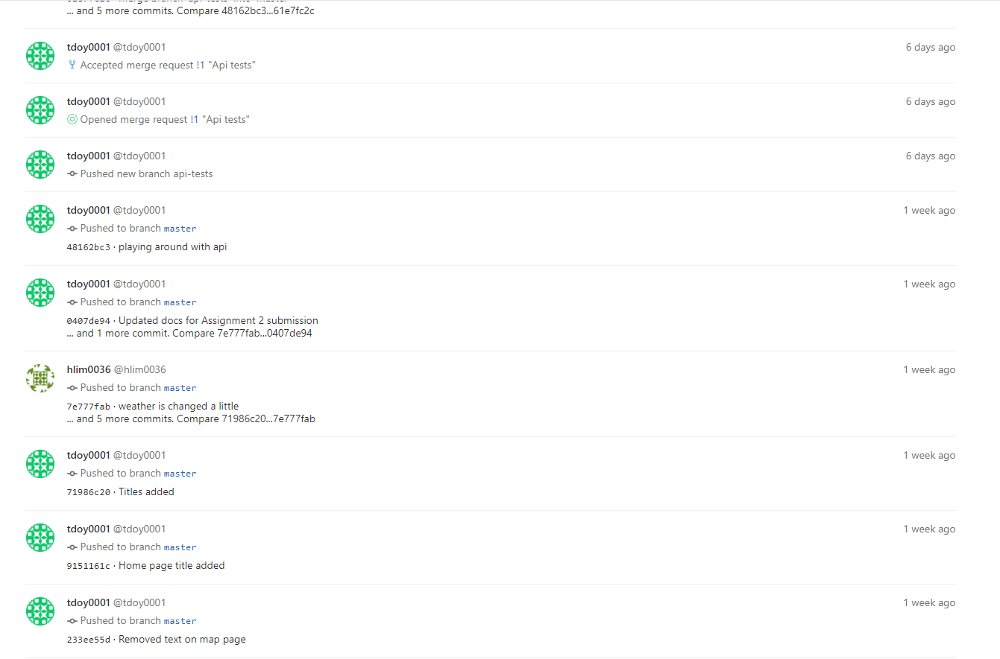 ... and 5 more commits. Compare 48162bc3...61e7fc2c
tdoy0001 @tdoy0001
6 days ago
Accepted merge request !1 "Api tests"
tdoy0001 @tdoy0001
6 days ago
Opened merge request !1 "Api tests"
tdoy0001 @tdoy0001
6 days ago
Pushed new branch api-tests
tdoy0001 @tdoy0001
1 week ago
Pushed to branch master
48162bc3 · playing around with api
tdoy0001 @tdoy0001
1 week ago
Pushed to branch master
0407de94 · Updated docs for Assignment 2 submission
... and 1 more commit. Compare 7e777fab...0407de94
hlim0036 @hlim0036
1 week ago
Pushed to branch master
7e777fab · weather is changed a little
... and 5 more commits. Compare 71986c20...7e777fab
tdoy0001 @tdoy0001
1 week ago
Pushed to branch master
71986c20 · Titles added
tdoy0001 @tdoy0001
1 week ago
Pushed to branch master
9151161c · Home page title added
tdoy0001 @tdoy0001
1 week ago
Pushed to branch master
233ee55d · Removed text on map page